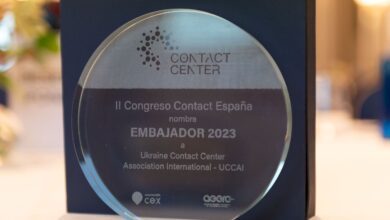 CONTACT
CENTER
II Congreso Contact España
nombra
EMBAJADOR 2023
a
Ukraine Contact Center
Association International - UCCAI
cex